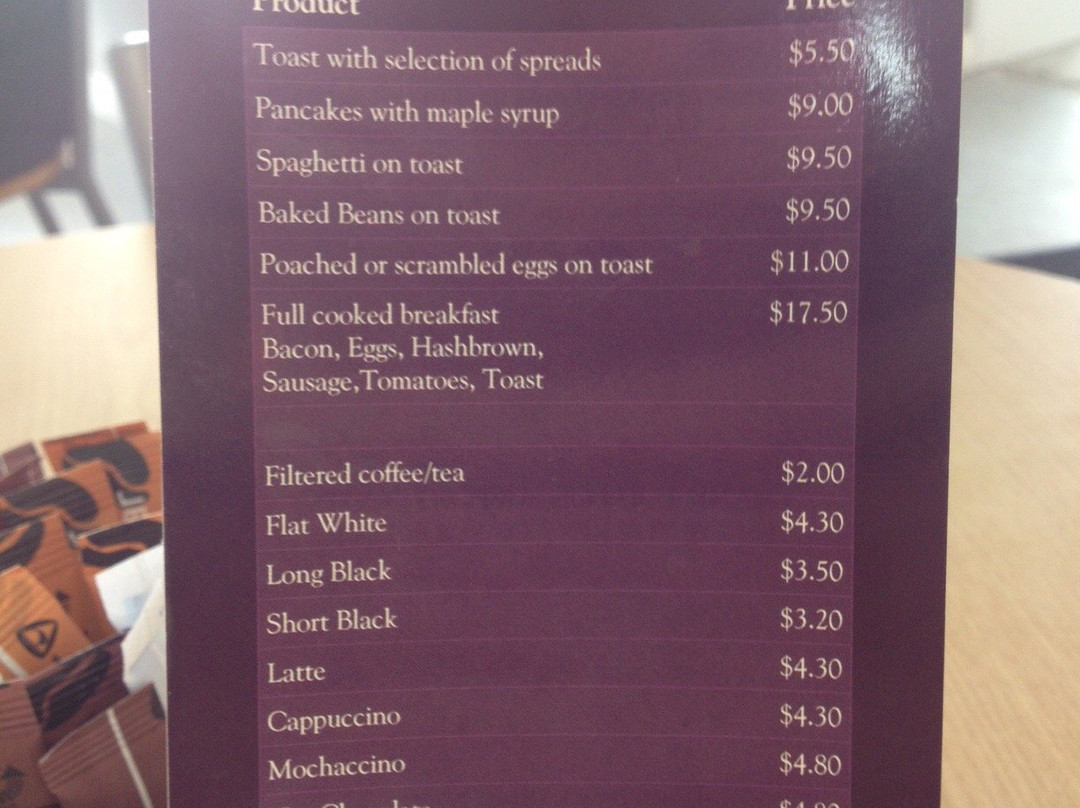 Product Price
Toast with selection of spreads $5.50
Pancakes with maple syrup $9.00
Spaghetti on toast $9.50
Baked Beans on toast $9.50
Poached or scrambled eggs on toast $11.00
Full cooked breakfast $17.50
Bacon, Eggs, Hashbrown,
Sausage,Tomatoes, Toast
Filtered coffee/tea $2.00
Flat White $4.30
Long Black $3.50
Short Black $3.20
Latte $4.30
Cappuccino $4.30
Mochaccino $4.80